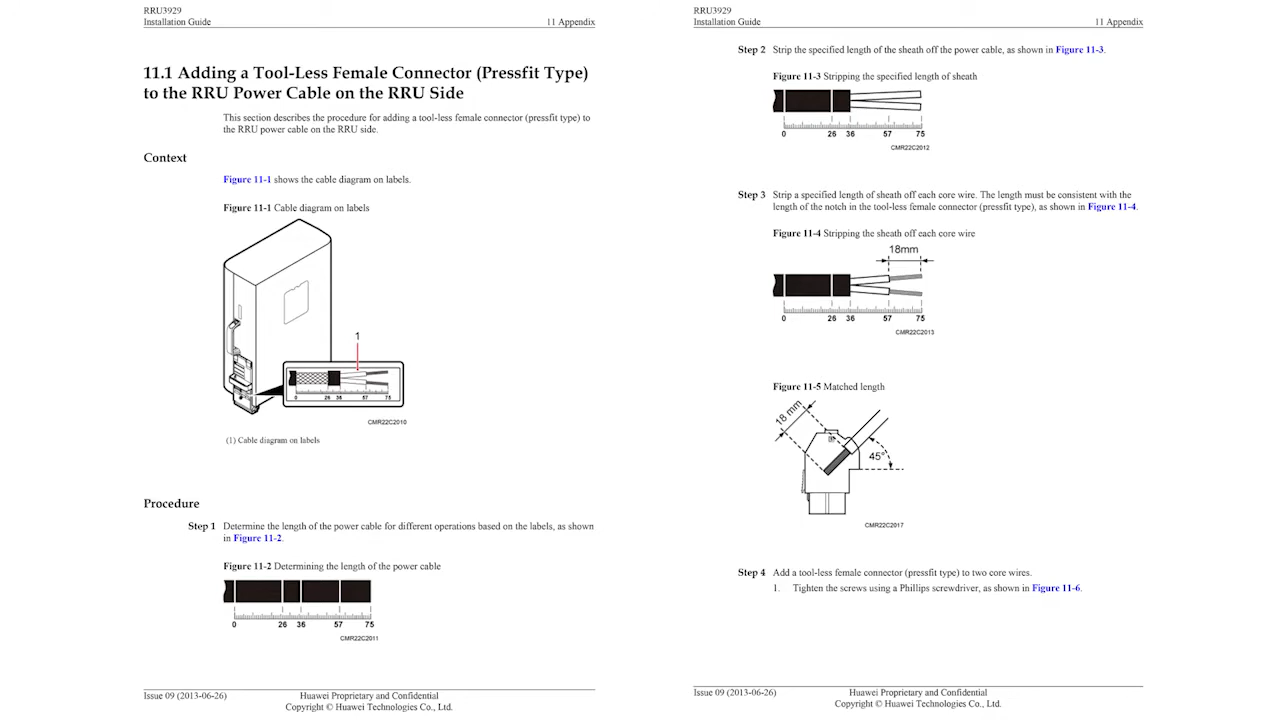 RRU3929
Installation Guide 11 Appendix
11.1 Adding a Tool-Less Female Connector (Pressfit Type)
to the RRU Power Cable on the RRU Side
This section describes the procedure for adding a tool-less female connector (pressfit type) to
the RRU power cable on the RRU side.
Context
Figure 11-1 shows the cable diagram on labels.
Figure 11-1 Cable diagram on labels
1
0 26 36 57 75
CMR22C2010
(1) Cable diagram on labels
Procedure
Step 1 Determine the length of the power cable for different operations based on the labels, as shown
in Figure 11-2.
Figure 11-2 Determining the length of the power cable
0 26 36 57 75
CMR22C2011
Issue 09 (2013-06-26) Huawei Proprietary and Confidential
Copyright © Huawei Technologies Co., Ltd.
RRU3929
Installation Guide 11 Appendix
Step 2 Strip the specified length of the sheath off the power cable, as shown in Figure 11-3.
Figure 11-3 Stripping the specified length of sheath
0 26 36 57 75
CMR22C2012
Step 3 Strip a specified length of sheath off each core wire. The length must be consistent with the
length of the notch in the tool-less female connector (pressfit type), as shown in Figure 11-4.
Figure 11-4 Stripping the sheath off each core wire
18mm
0 26 36 57 75
CMR22C2013
Figure 11-5 Matched length
18 mm
45°
CMR22C2017
Step 4 Add a tool-less female connector (pressfit type) to two core wires.
1. Tighten the screws using a Phillips screwdriver, as shown in Figure 11-6.
Issue 09 (2013-06-26) Huawei Proprietary and Confidential
Copyright © Huawei Technologies Co., Ltd.